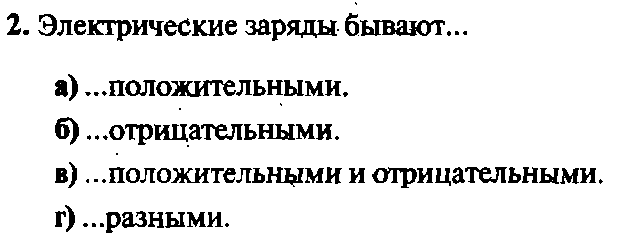 2. Электрические заряды бывают...
а) ...положительными.
б) ...отрицательными.
в) ...положительными и отрицательными.
г) ...разными.